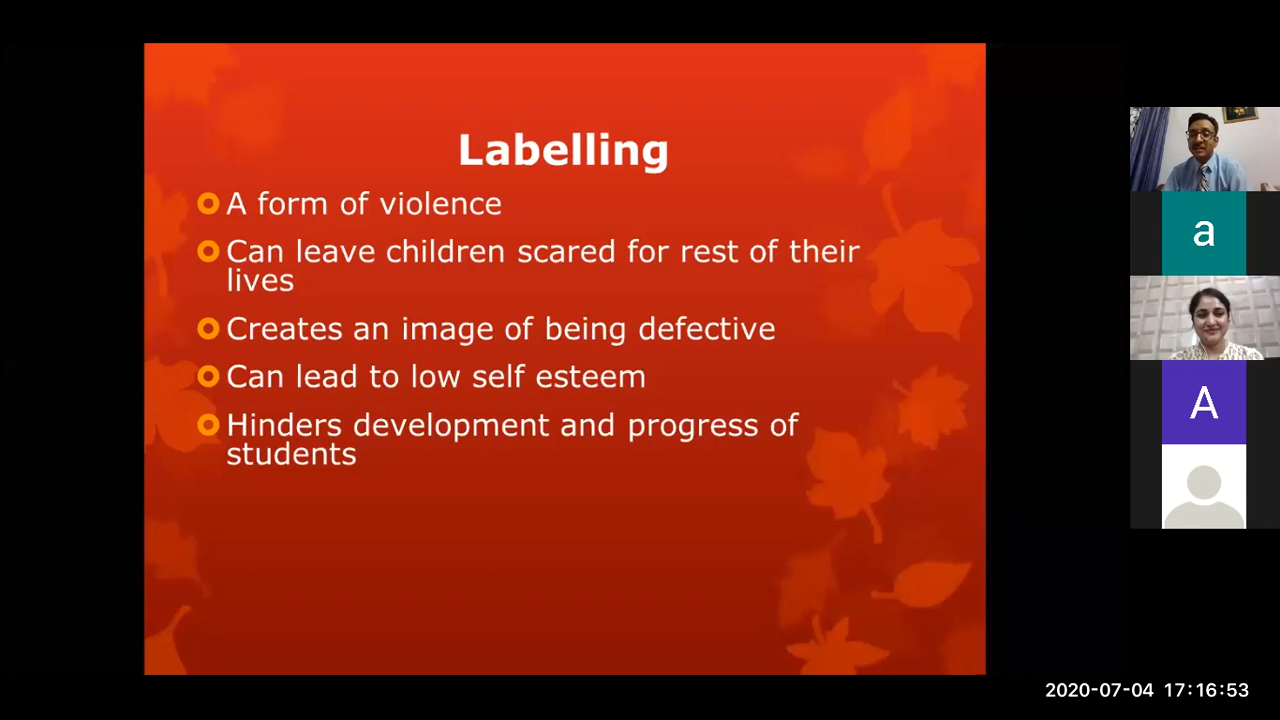 Labelling
A form of violence
Can leave children scared for rest of their
lives
Creates an image of being defective
Can lead to low self esteem
Hinders development and progress of
students
a
A
2020-07-04 17:16:53